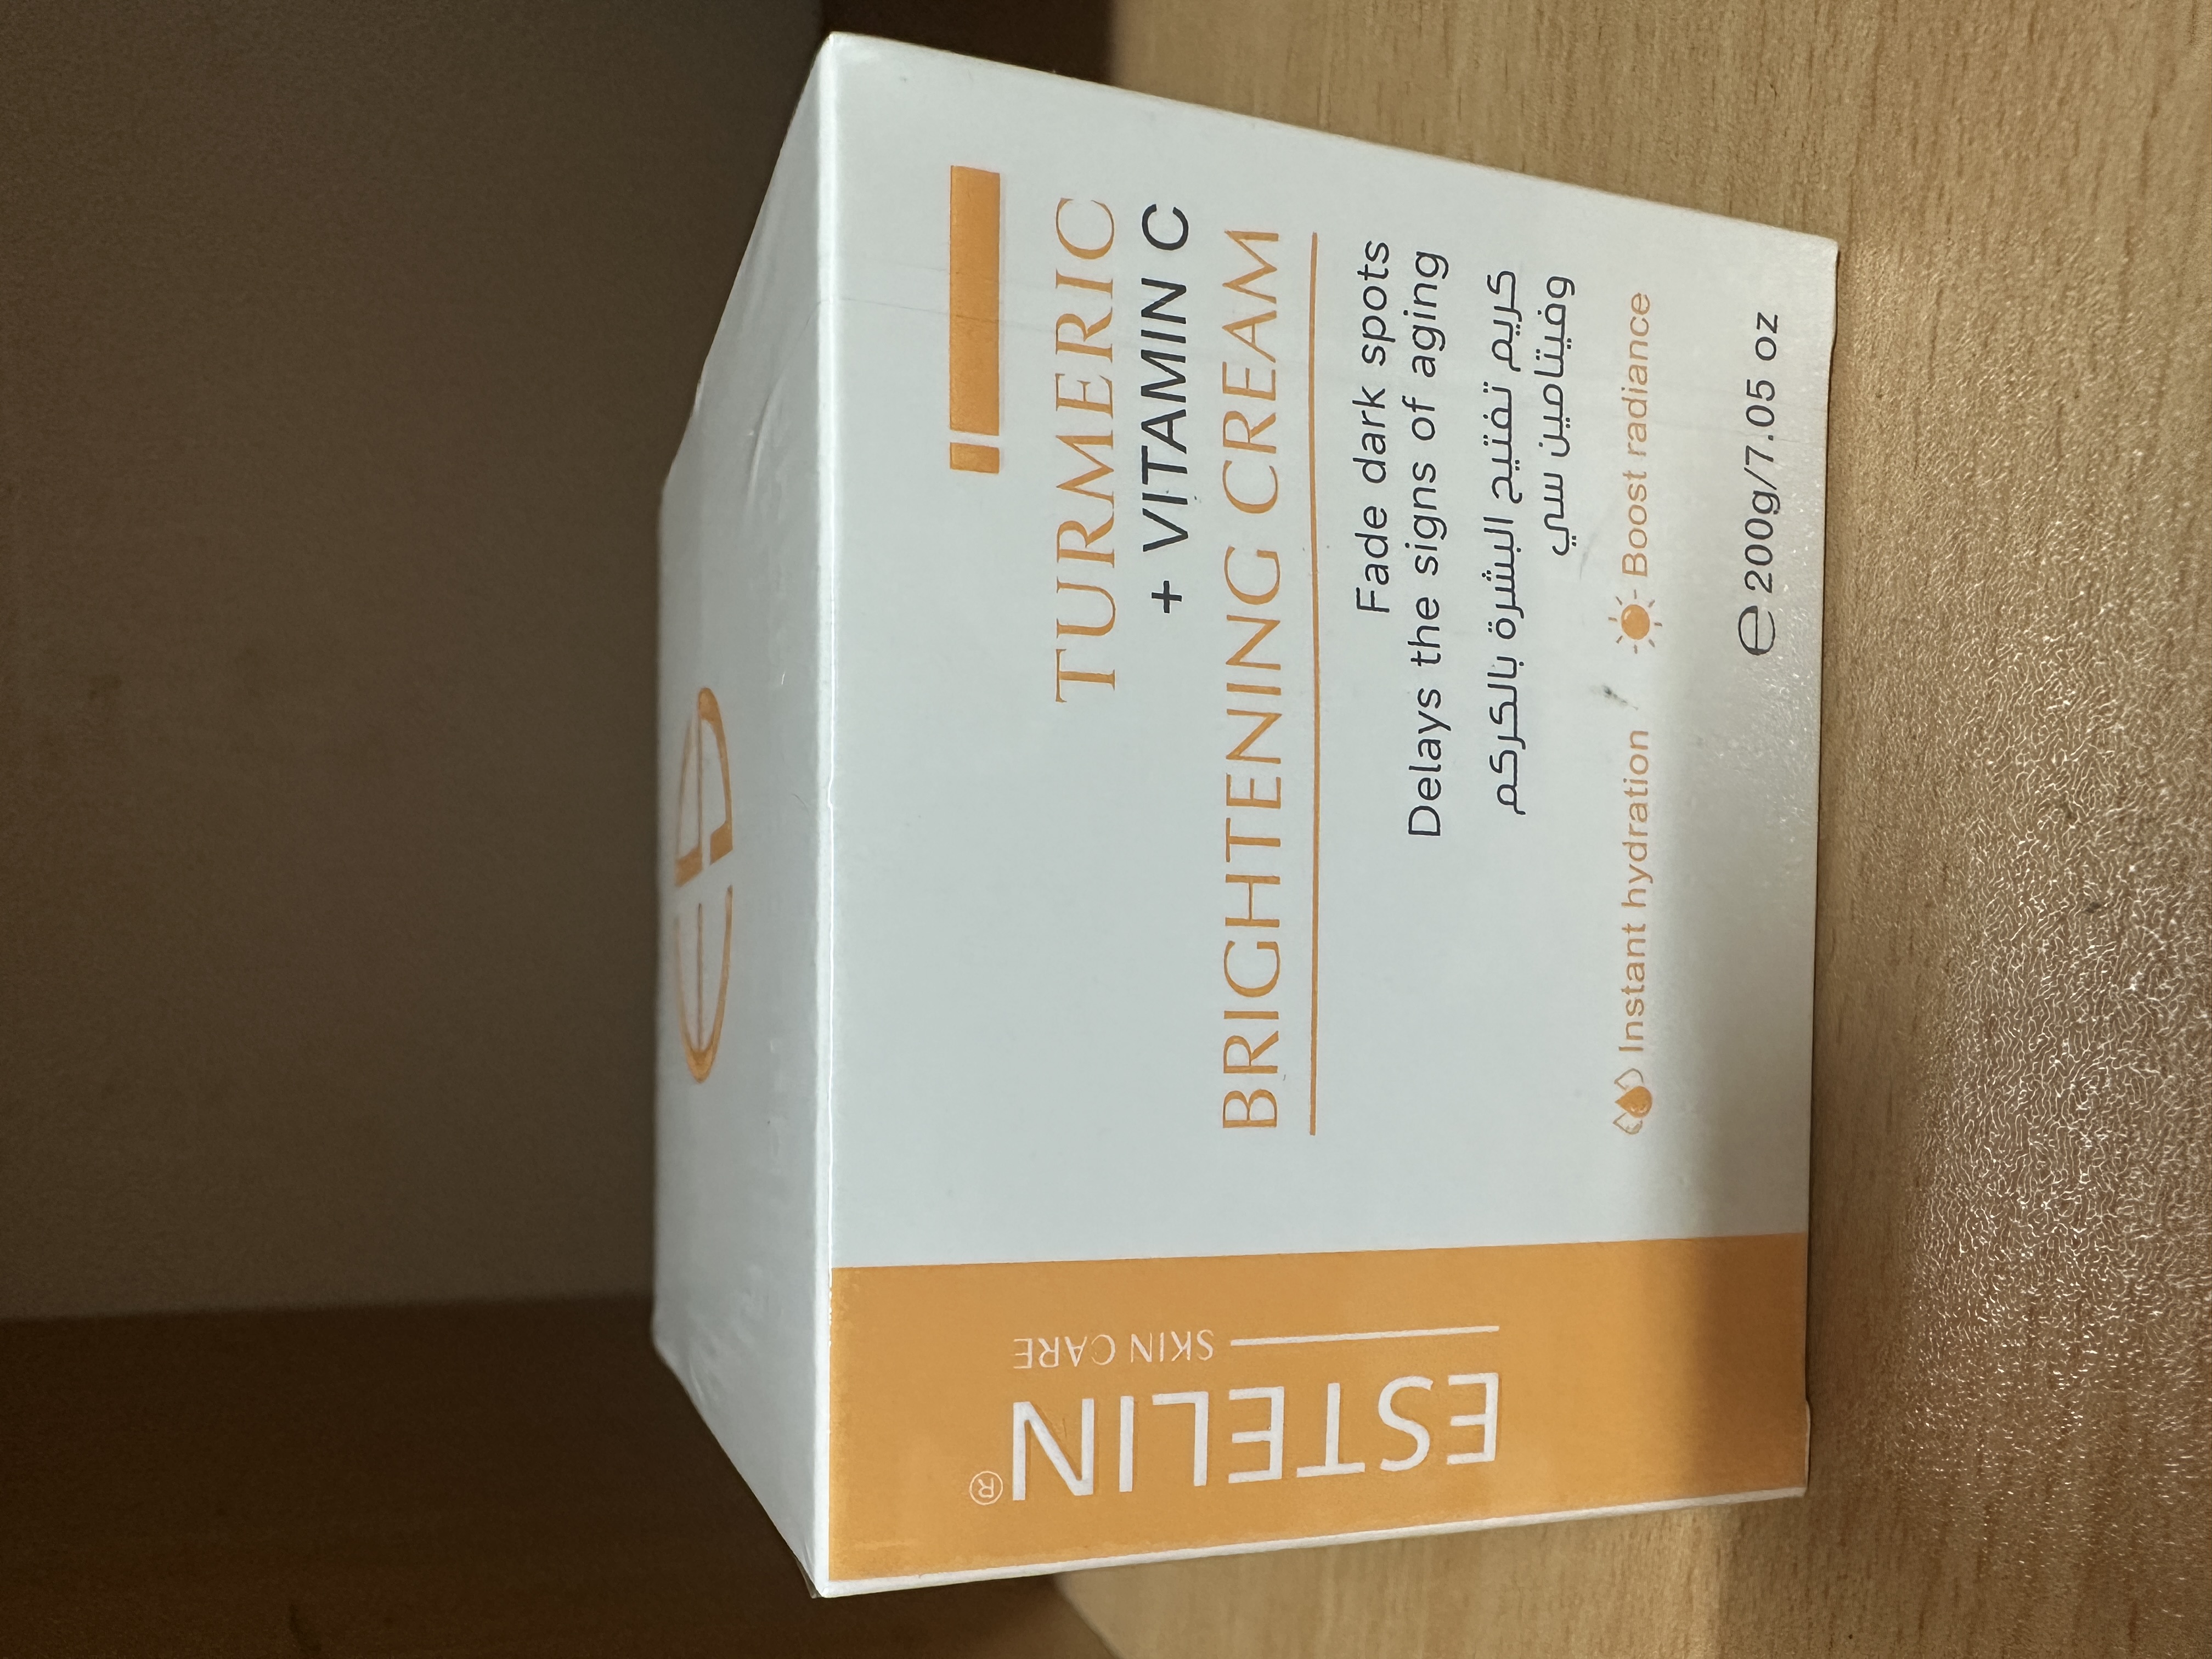 ESTELIN®
SKIN CARE
TURMERIC
+ VITAMIN C
BRIGHTENING CREAM
Fade dark spots
Delays the signs of aging
كريم تفتيح البشرة بالكركم
وفيتامين سي
Instant hydration / Boost radiance
e 200g/7.05 oz